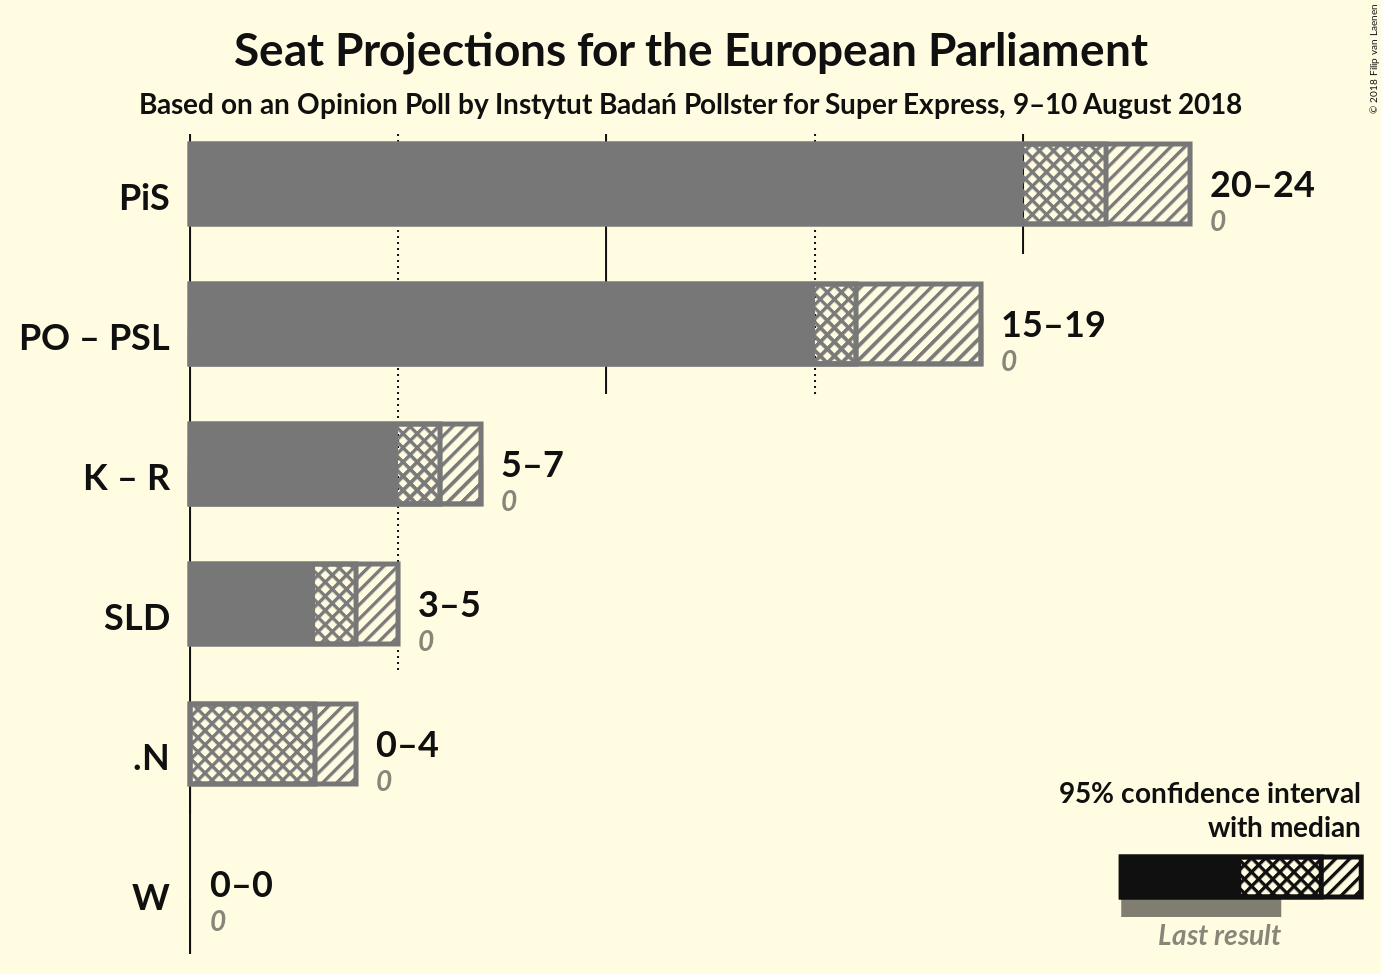 Seat Projections for the European Parliament
Based on an Opinion Poll by Instytut Badań Pollster for Super Express, 9–10 August 2018
© 2018 Filip van Laenen
PiS
20–24
0
PO – PSL
15–19
0
K – R
5–7
0
SLD
3–5
0
.N
0–4
0
W
0–0
0
95% confidence interval
with median
Last result